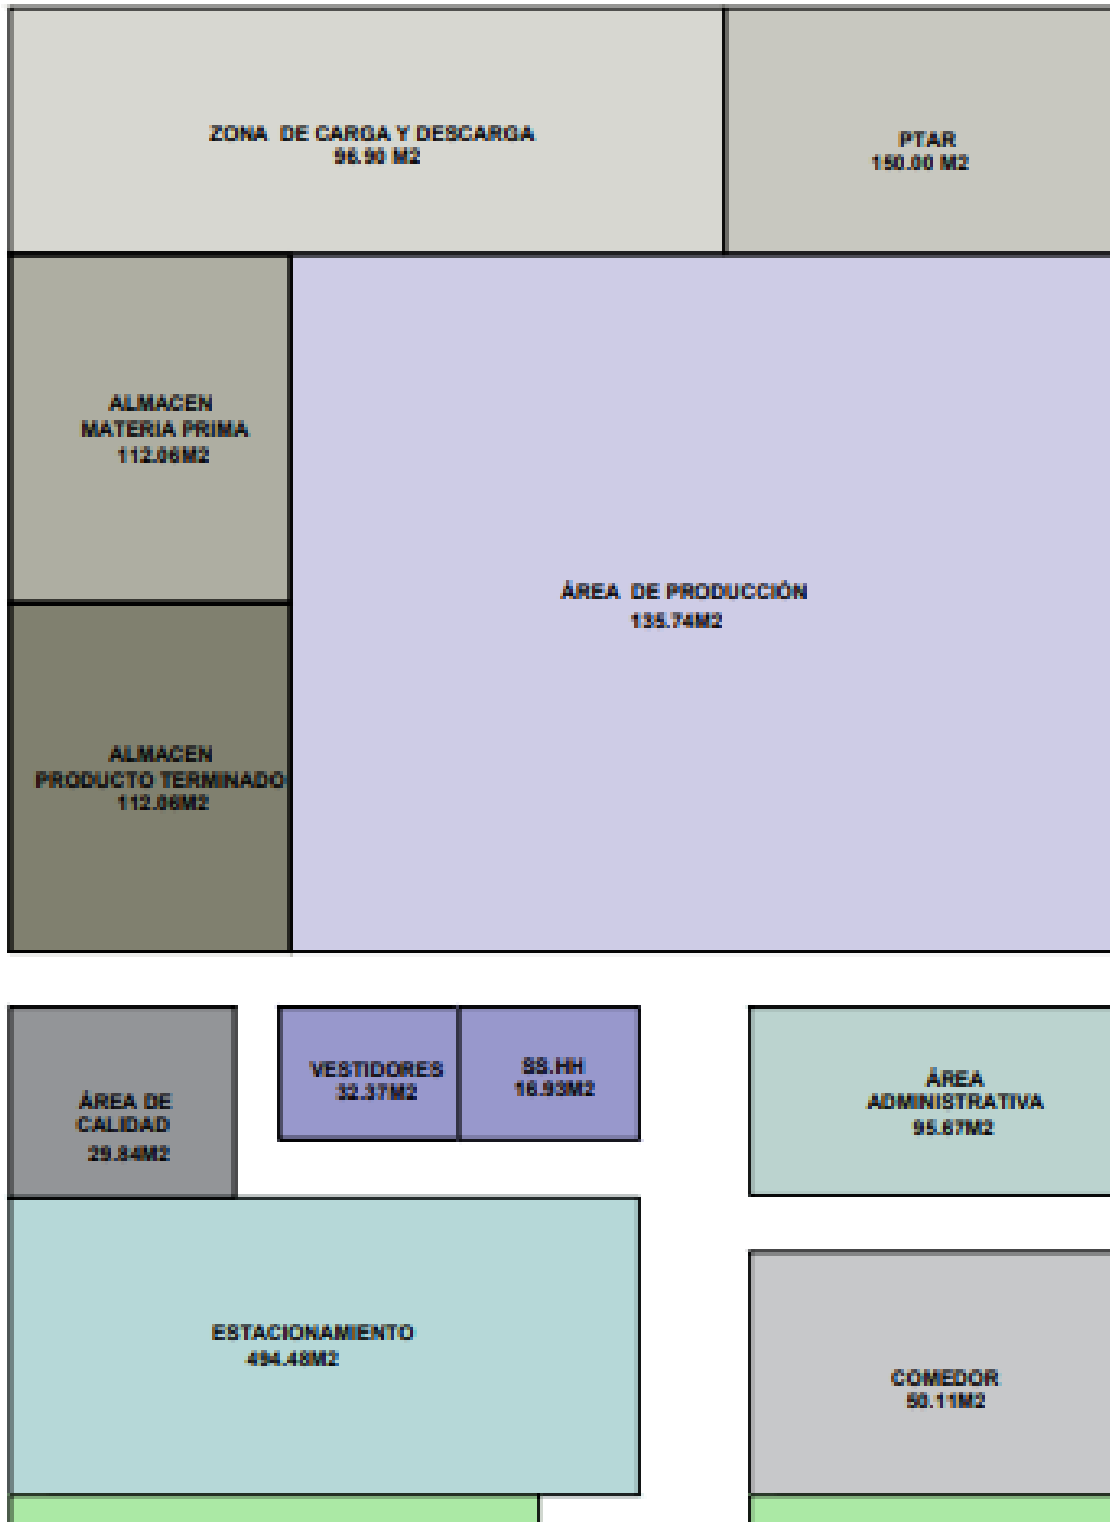 ZONA DE CARGA Y DESCARGA
96.90 M2
PTAR
150.00 M2
ALMACEN
MATERIA PRIMA
112.06M2
ÁREA DE PRODUCCIÓN
135.74M2
ALMACEN
PRODUCTO TERMINADO
112.06M2
ÁREA DE
CALIDAD
29.84M2
VESTIDORES
32.37M2
SS.HH
16.93M2
ÁREA
ADMINISTRATIVA
95.67M2
ESTACIONAMIENTO
494.48M2
COMEDOR
50.11M2